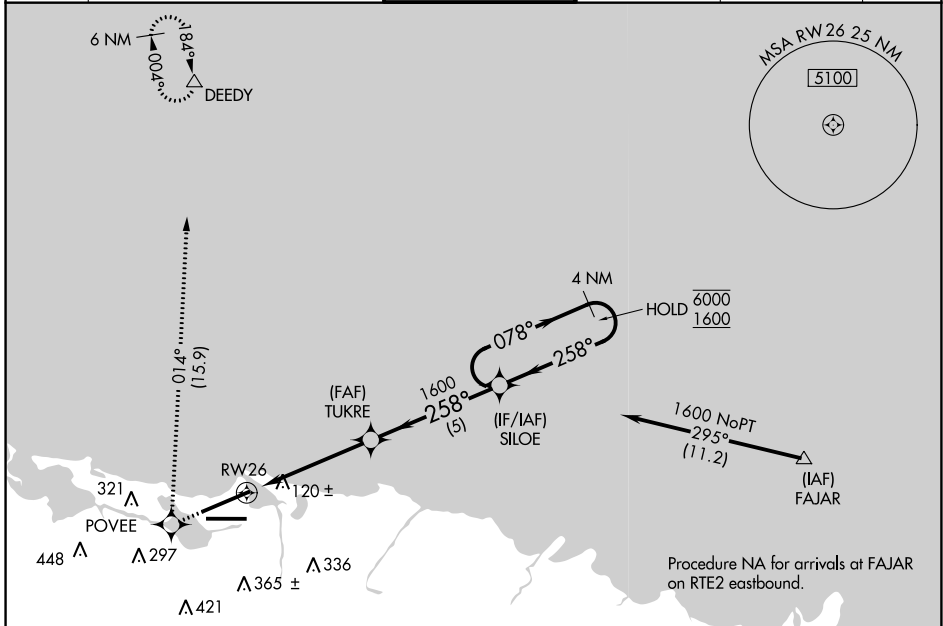 6 NM
184°
004°
DEEDY
MSA RW 26 25 NM
5100
4 NM
HOLD 6000
1600
078°
258°
014°
(15.9)
(FAF)
TUKRE
1600
258°
(5)
(IF/IAF)
SILOE
1600 NoPT
295°
(11.2)
(IAF)
FAJAR
RW26
120 ±
321
POVEE
448
297
336
365 ±
421
Procedure NA for arrivals at FAJAR
on RTE2 eastbound.